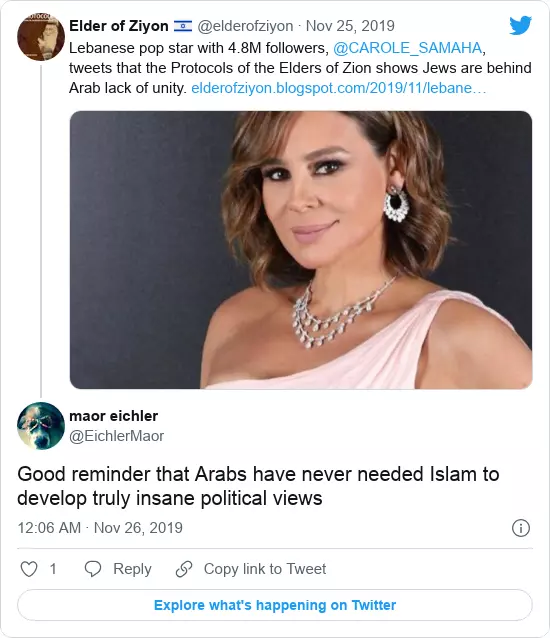 Elder of Ziyon 🇮🇱 @elderofziyon · Nov 25, 2019
Lebanese pop star with 4.8M followers, @CAROLE_SAMAHA,
tweets that the Protocols of the Elders of Zion shows Jews are behind
Arab lack of unity. elderofziyon.blogspot.com/2019/11/lebane…
maor eichler
@EichlerMaor
Good reminder that Arabs have never needed Islam to
develop truly insane political views
12:06 AM · Nov 26, 2019
1 Reply Copy link to Tweet
Explore what's happening on Twitter